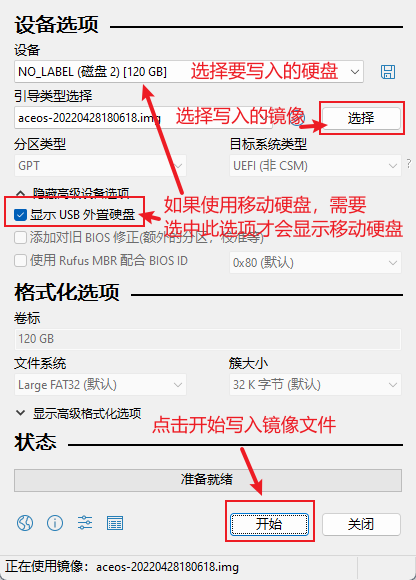 设备选项
设备
NO_LABEL (磁盘 2) [120 GB]
选择要写入的硬盘
引导类型选择
选择写入的镜像
aceos-20220428180618.img
选择
分区类型
目标系统类型
GPT
UEFI (非 CSM)
?
隐藏高级设备选项
如果使用移动硬盘，需要
显示 USB 外置硬盘
选中此选项才会显示移动硬盘
添加对旧 BIOS 修正(额外的分区，校准等)
使用 Rufus MBR 配合 BIOS ID
0x80 (默认)
格式化选项
卷标
120 GB
文件系统
簇大小
Large FAT32 (默认)
32 K 字节 (默认)
显示高级格式化选项
点击开始写入镜像文件
状态
准备就绪
开始
关闭
正在使用镜像：aceos-20220428180618.img